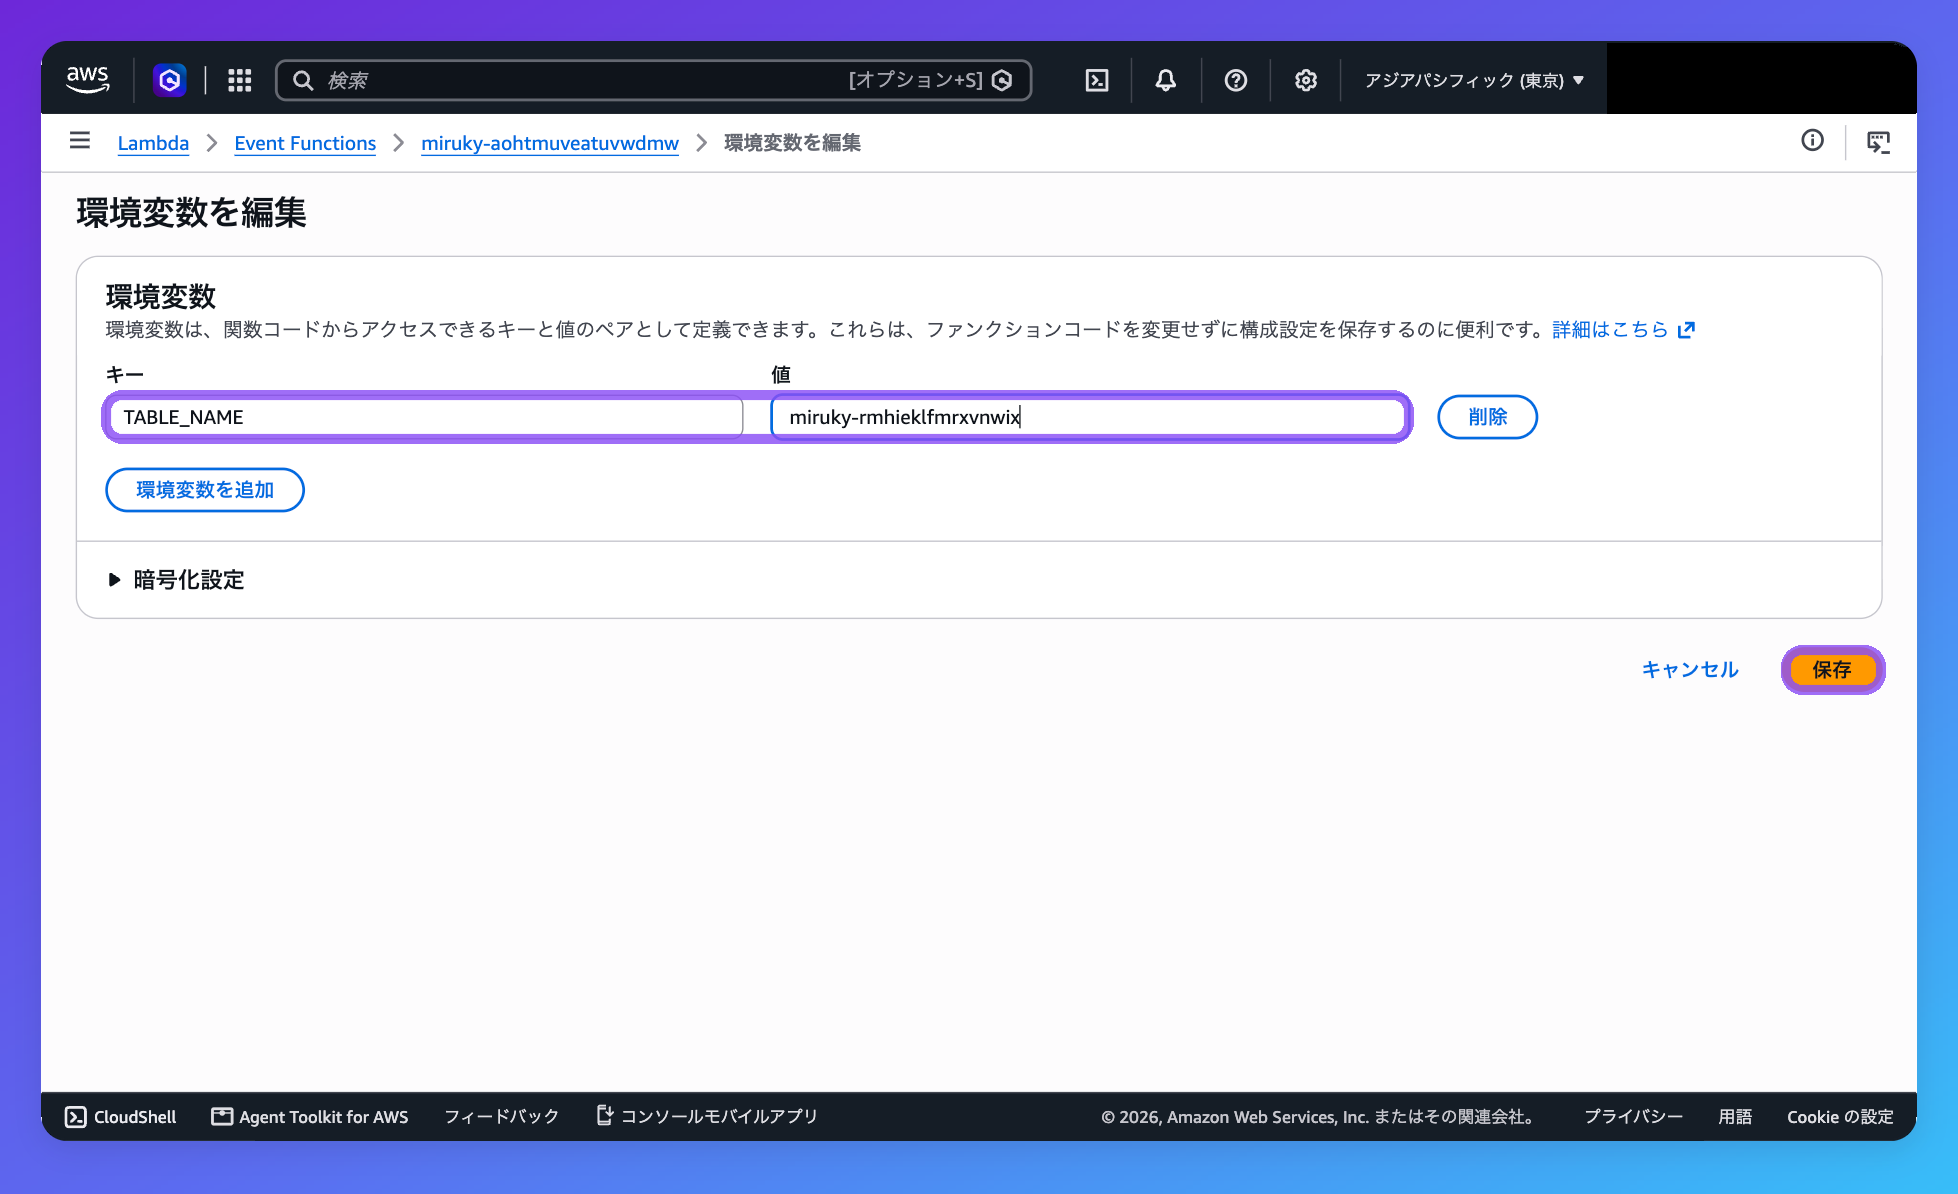 aws
検索 [オプション+S]
アジアパシフィック (東京) ▼
Lambda > Event Functions > miruky-aohtmuveatuvwdmw > 環境変数を編集
環境変数を編集
環境変数
環境変数は、関数コードからアクセスできるキーと値のペアとして定義できます。これらは、ファンクションコードを変更せずに構成設定を保存するのに便利です。詳細はこちら
キー 値
TABLE_NAME miruky-rmhieklfmrxvnwix 削除
環境変数を追加
▶ 暗号化設定
キャンセル 保存
CloudShell Agent Toolkit for AWS フィードバック コンソールモバイルアプリ © 2026, Amazon Web Services, Inc. またはその関連会社。 プライバシー 用語 Cookie の設定